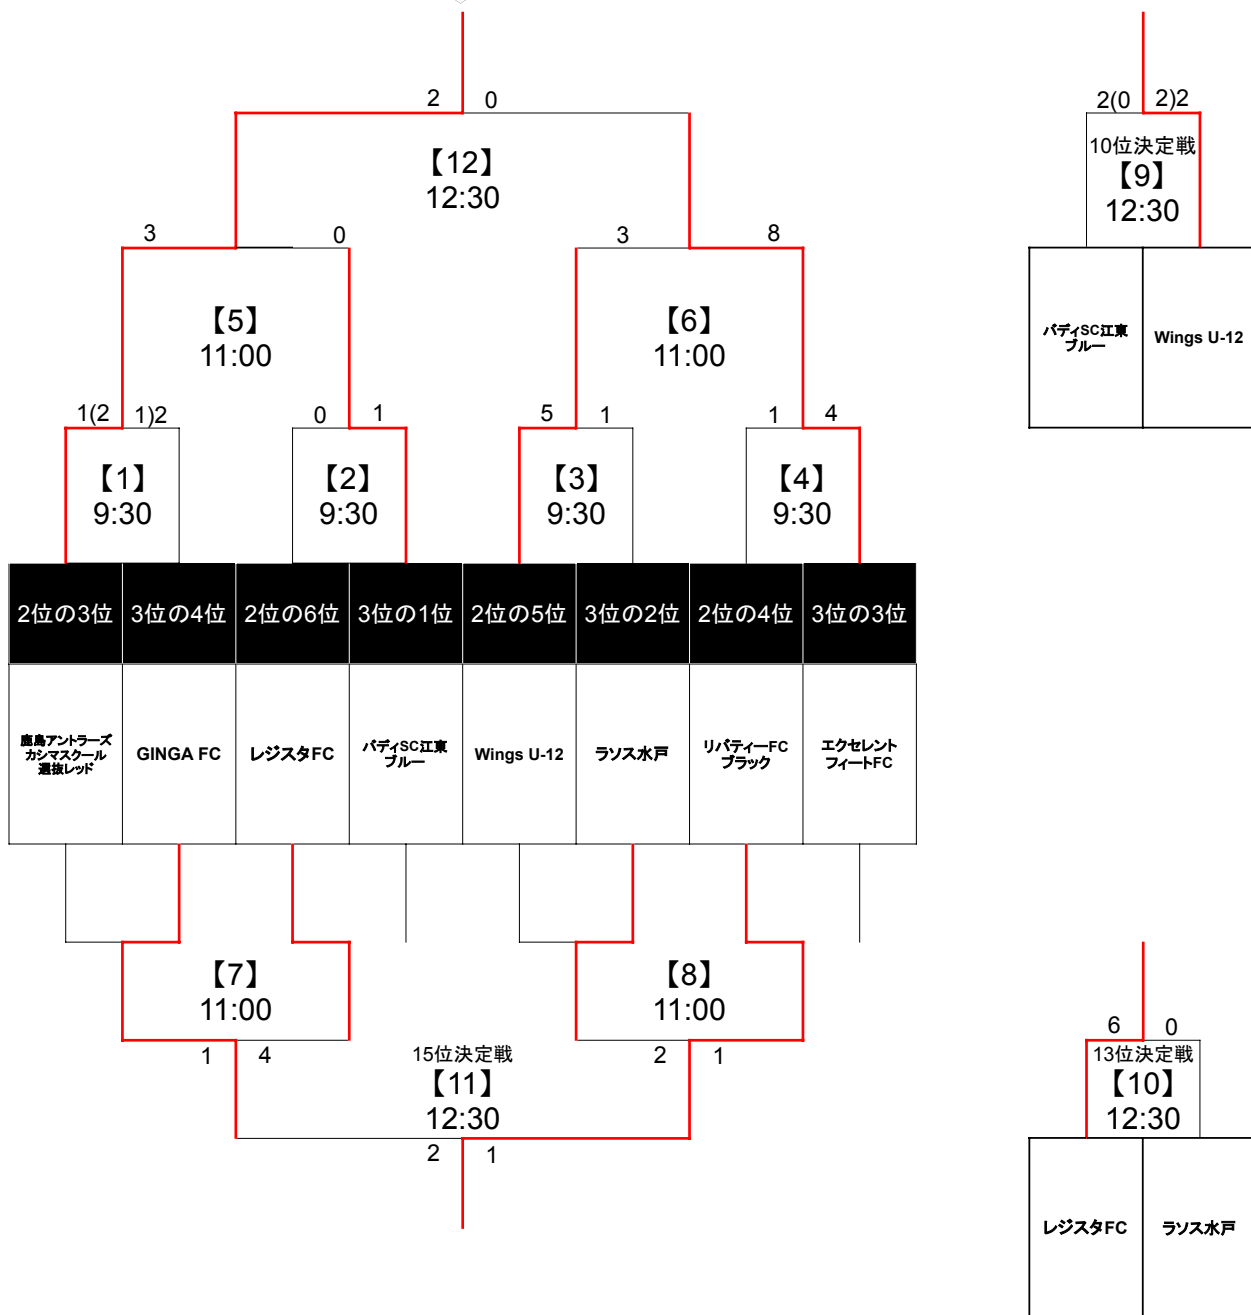 2 0
【12】
12:30
3 0 3 8
【5】 【6】
11:00 11:00
1(2 1)2 0 1 5 1 1 4
【1】 【2】 【3】 【4】
9:30 9:30 9:30 9:30
2位の3位 3位の4位 2位の6位 3位の1位 2位の5位 3位の2位 2位の4位 3位の3位
鹿島アントラーズ
カシマスクール
選抜レッド
GINGA FC
レジスタFC
バディSC江東
ブルー
Wings U-12
ラソス水戸
リバティーFC
ブラック
エクセレント
フィートFC
【7】 【8】
11:00 11:00
1 4 2 1
15位決定戦
【11】
12:30
2 1
2(0 2)2
10位決定戦
【9】
12:30
バディSC江東
ブルー
Wings U-12
6 0
13位決定戦
【10】
12:30
レジスタFC
ラソス水戸